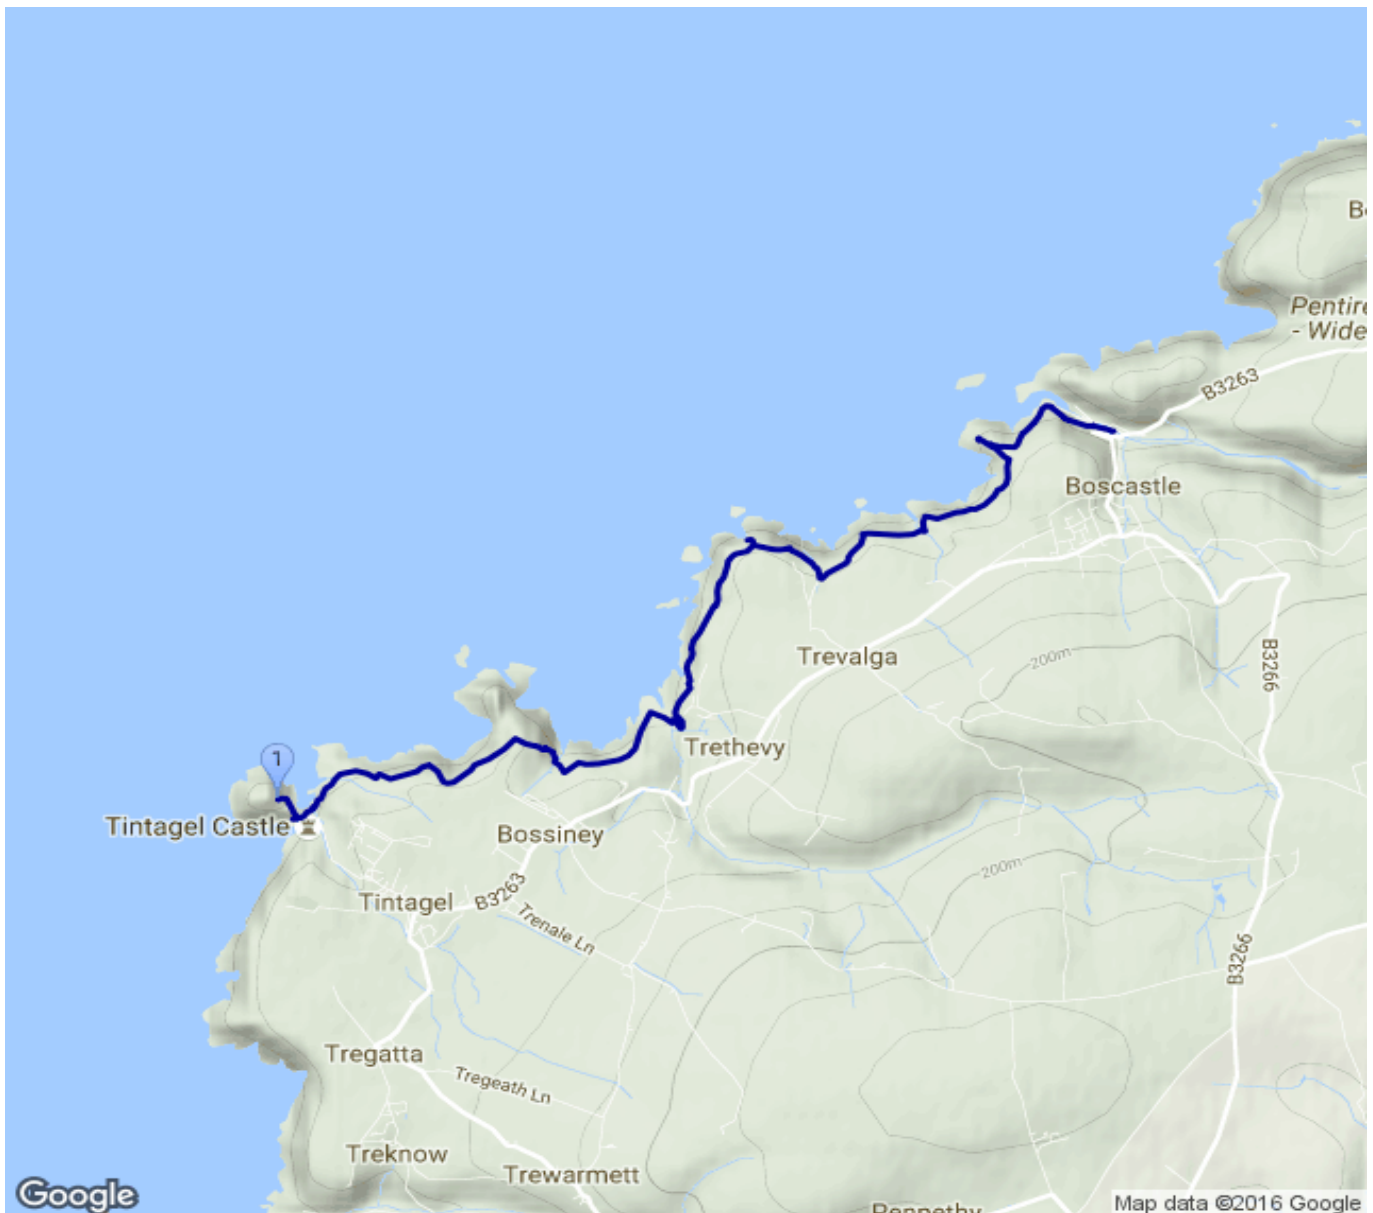 B
Pentire
- Wide
B3263
Boscastle
B3266
200m
Trevalga
Trethevy
1
Tintagel Castle
Bossiney
200m
Tintagel
B3263
Trenale Ln
B3266
Tregatta
Tregeath Ln
Treknow
Trewarmett
Google
Map data ©2016 Google